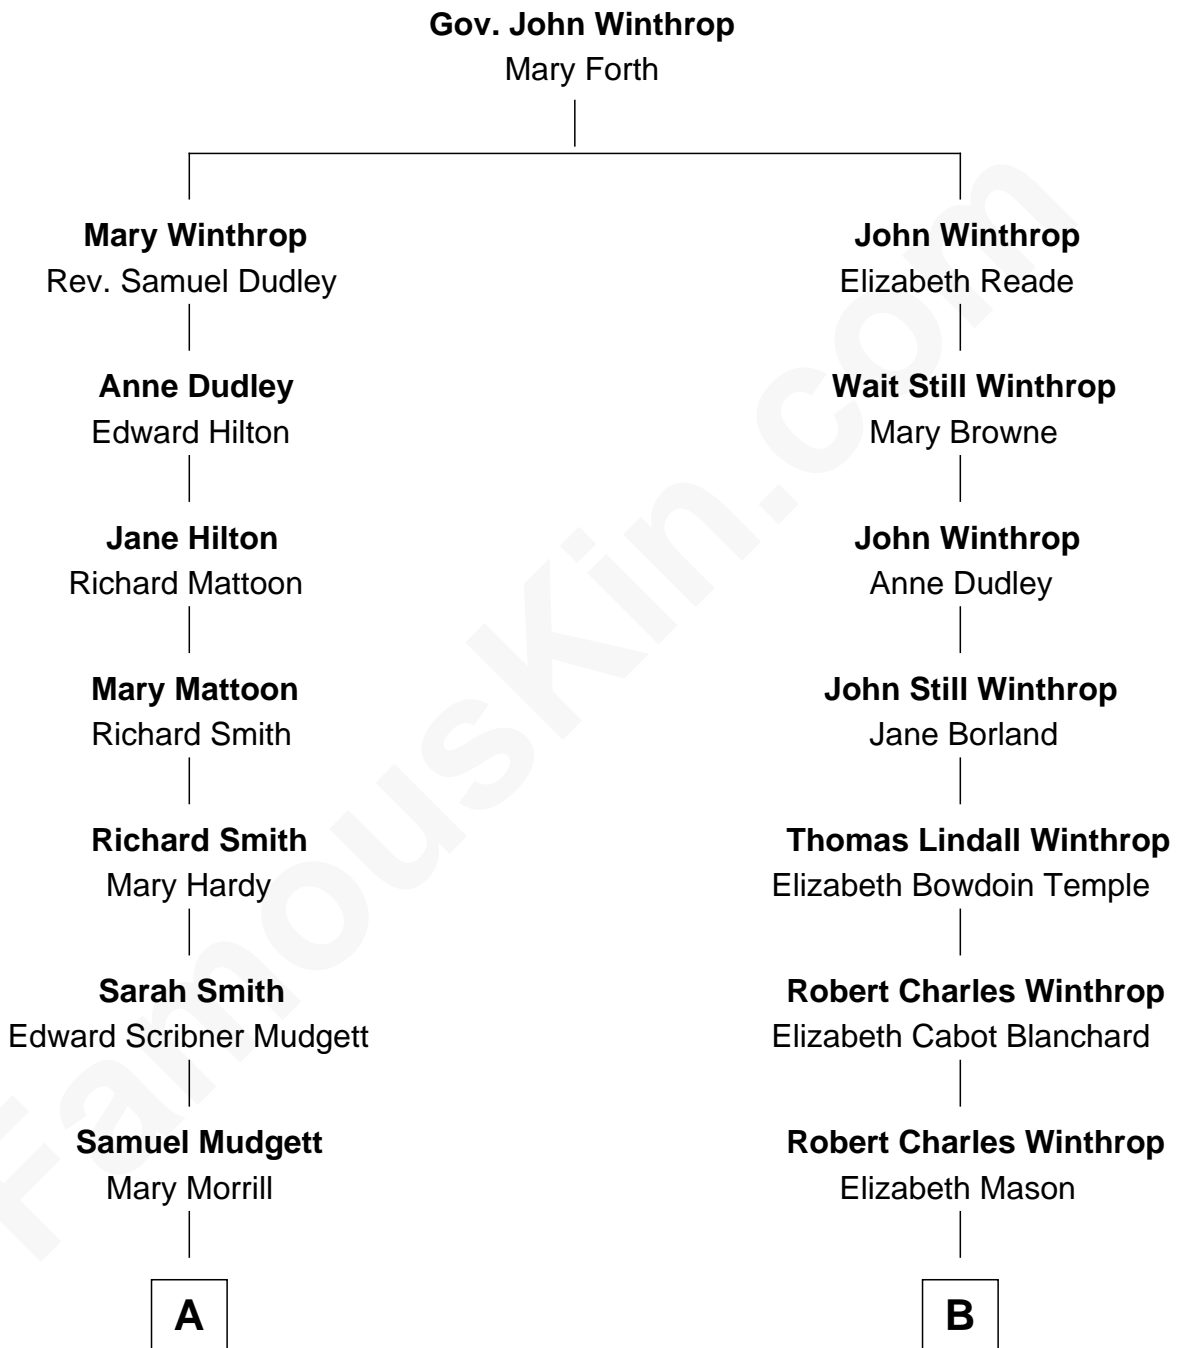 Gov. John Winthrop
Mary Forth
Mary Winthrop
Rev. Samuel Dudley
John Winthrop
Elizabeth Reade
Anne Dudley
Edward Hilton
Wait Still Winthrop
Mary Browne
Jane Hilton
Richard Mattoon
John Winthrop
Anne Dudley
Mary Mattoon
Richard Smith
John Still Winthrop
Jane Borland
Richard Smith
Mary Hardy
Thomas Lindall Winthrop
Elizabeth Bowdoin Temple
Sarah Smith
Edward Scribner Mudgett
Robert Charles Winthrop
Elizabeth Cabot Blanchard
Samuel Mudgett
Mary Morrill
Robert Charles Winthrop
Elizabeth Mason
A
B
FamousKin.com